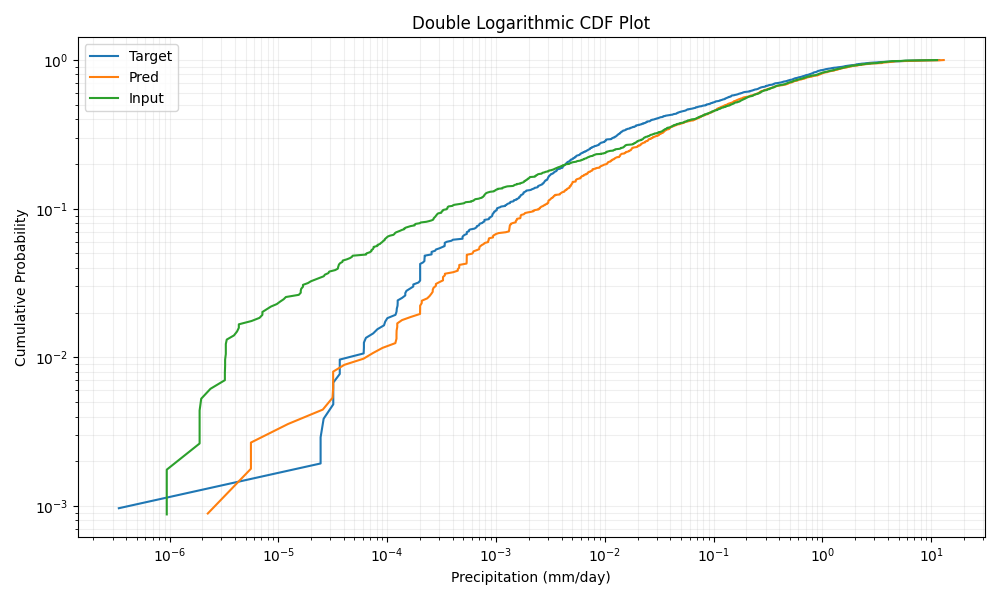 Double Logarithmic CDF Plot
Target
Pred
Input
Cumulative Probability
10⁰
10⁻¹
10⁻²
10⁻³
10⁻⁶
10⁻⁵
10⁻⁴
10⁻³
10⁻²
10⁻¹
10⁰
10¹
Precipitation (mm/day)